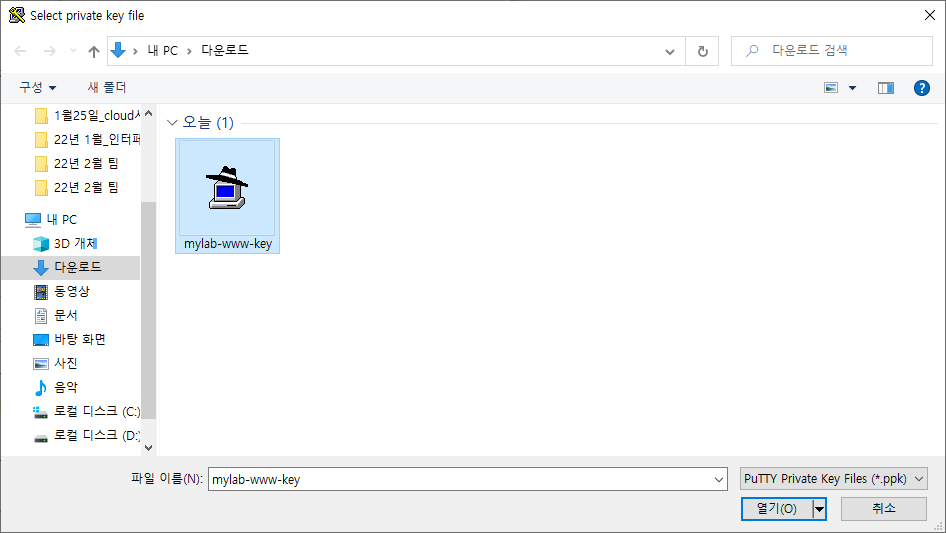 Select private key file
내 PC
다운로드
다운로드 검색
구성
새 폴더
1월25일_cloud
22년 1월_인터페
22년 2월 팀
22년 2월 팀
내 PC
3D 개체
다운로드
동영상
문서
바탕 화면
사진
음악
로컬 디스크 (C:)
로컬 디스크 (D:)
오늘 (1)
mylab-www-key
파일 이름(N):
mylab-www-key
PuTTY Private Key Files (*.ppk)
열기(O)
취소